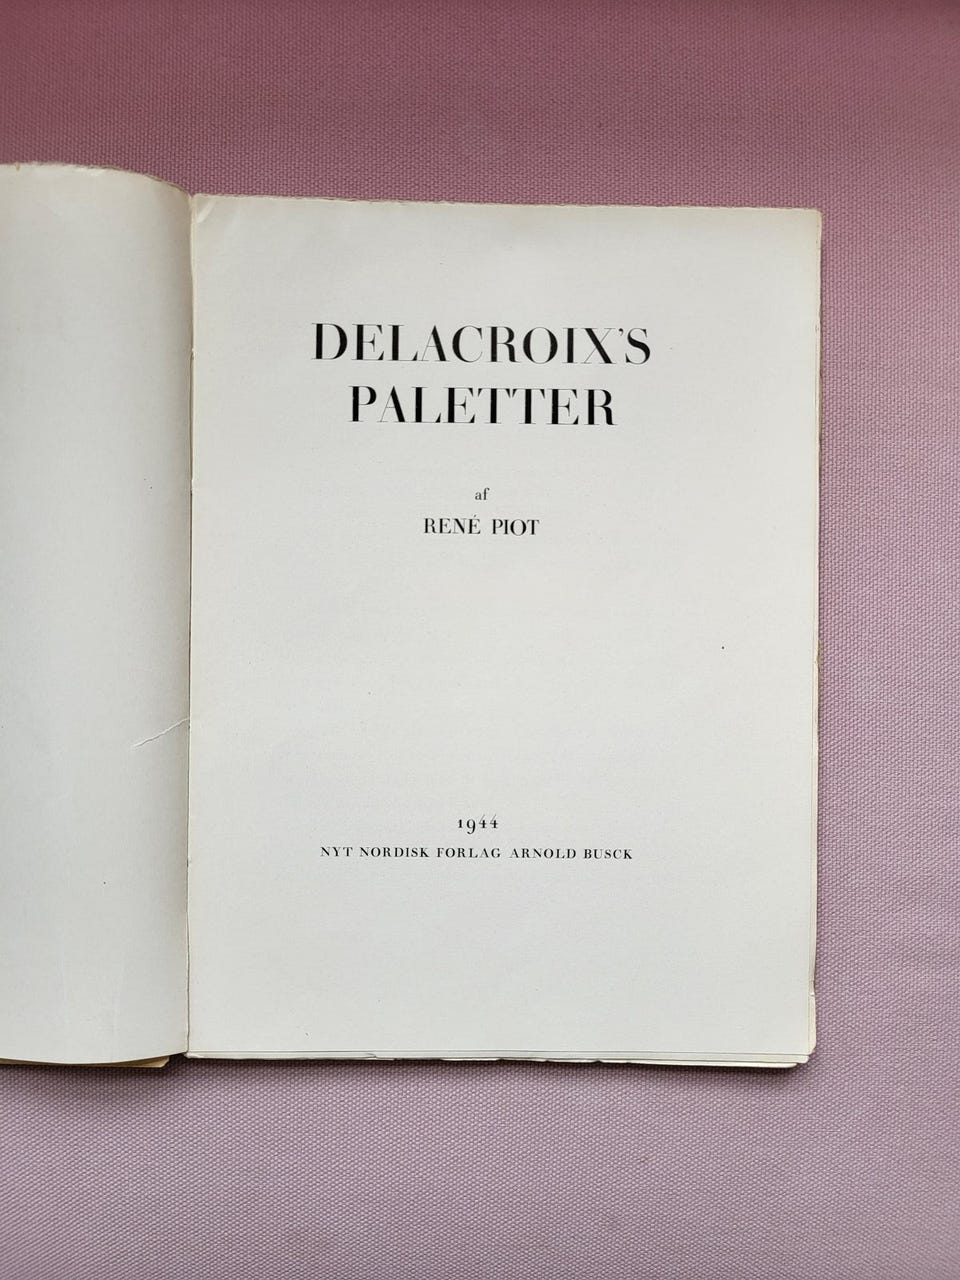 DELACROIX'S
PALETTER
af
RENÉ PIOT
1944
NYT NORDISK FORLAG ARNOLD BUSCK